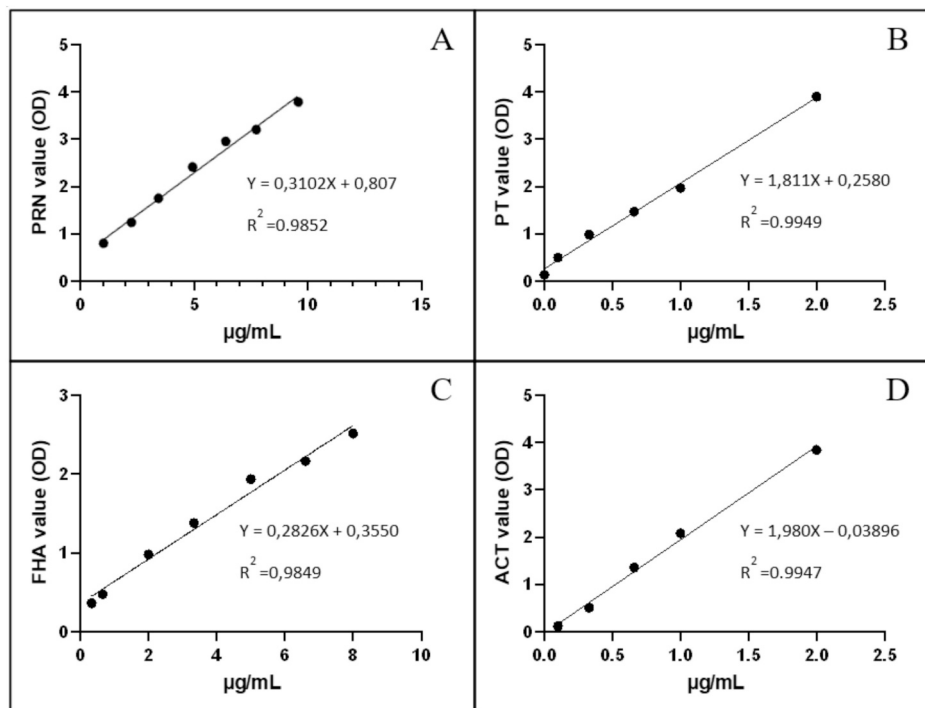 A
PRN value (OD)
5
4
3
2
1
0
Y = 0,3102X + 0,807
R² =0.9852
0 5 10 15
µg/mL
B
PT value (OD)
5
4
3
2
1
0
Y = 1,811X + 0,2580
R² =0.9949
0.0 0.5 1.0 1.5 2.0 2.5
µg/mL
C
FHA value (OD)
3
2
1
0
Y = 0,2826X + 0,3550
R² =0,9849
0 2 4 6 8 10
µg/mL
D
ACT value (OD)
5
4
3
2
1
0
Y = 1,980X – 0,03896
R² =0.9947
0.0 0.5 1.0 1.5 2.0 2.5
µg/mL